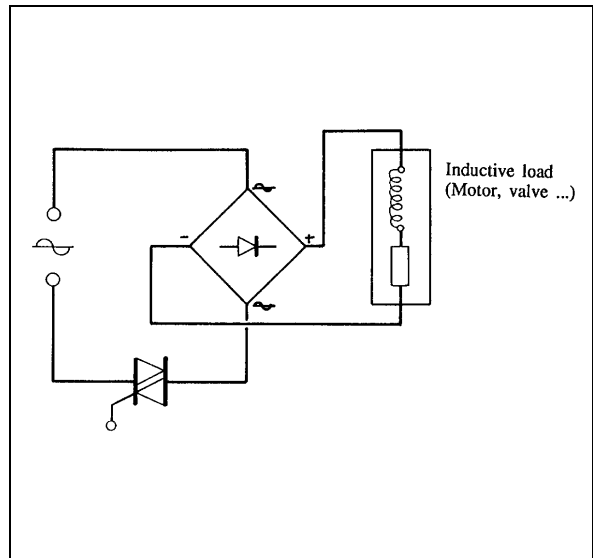 - +
Inductive load
(Motor, valve ...)